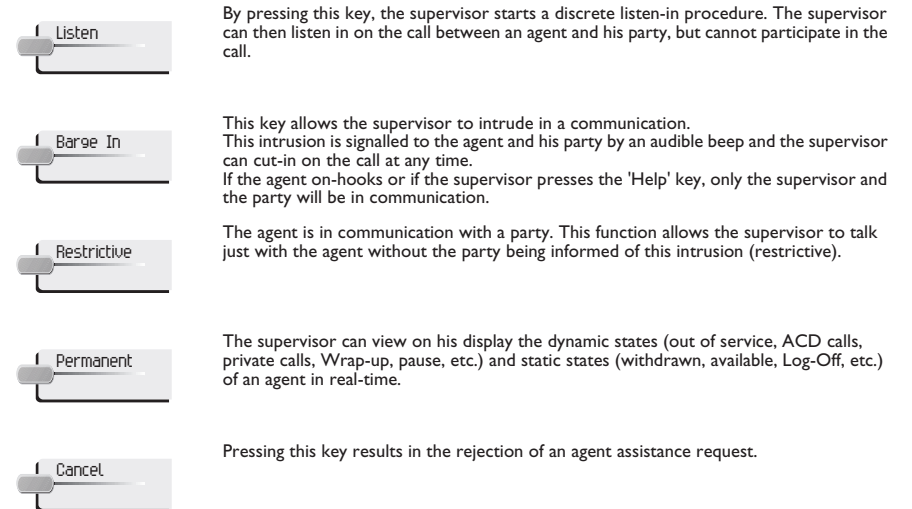 Listen
By pressing this key, the supervisor starts a discrete listen-in procedure. The supervisor
can then listen in on the call between an agent and his party, but cannot participate in the
call.
Barge In
This key allows the supervisor to intrude in a communication.
This intrusion is signalled to the agent and his party by an audible beep and the supervisor
can cut-in on the call at any time.
If the agent on-hooks or if the supervisor presses the 'Help' key, only the supervisor and
the party will be in communication.
Restrictive
The agent is in communication with a party. This function allows the supervisor to talk
just with the agent without the party being informed of this intrusion (restrictive).
Permanent
The supervisor can view on his display the dynamic states (out of service, ACD calls,
private calls, Wrap-up, pause, etc.) and static states (withdrawn, available, Log-Off, etc.)
of an agent in real-time.
Cancel
Pressing this key results in the rejection of an agent assistance request.